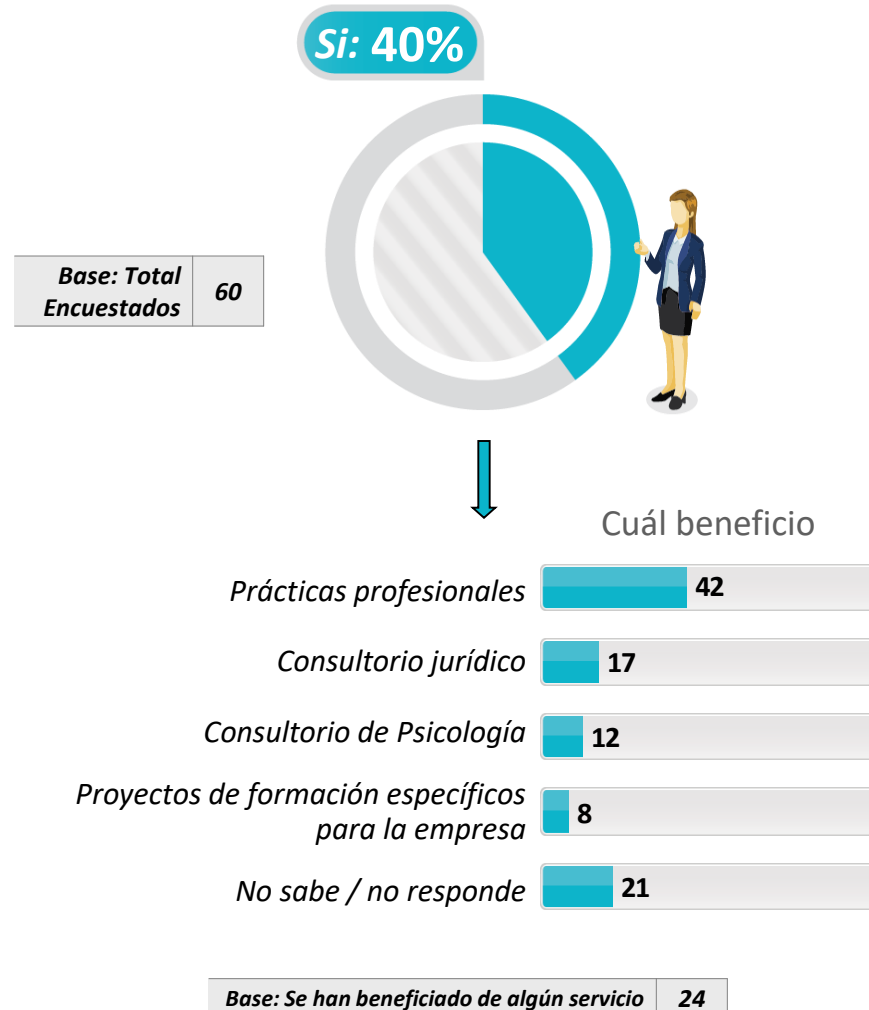 Si: 40%
Base: Total
Encuestados
60
Cuál beneficio
Prácticas profesionales 42
Consultorio jurídico 17
Consultorio de Psicología 12
Proyectos de formación específicos
para la empresa 8
No sabe / no responde 21
Base: Se han beneficiado de algún servicio 24